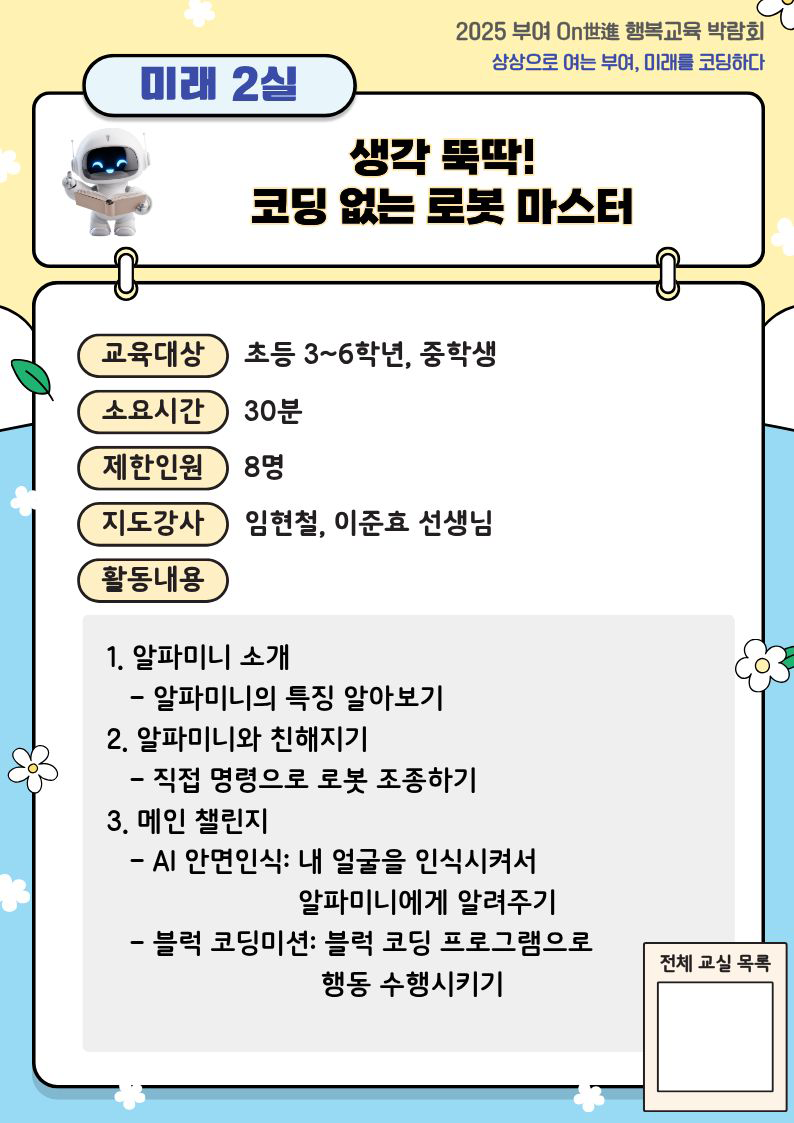 2025 부여 On世進 행복교육 박람회
상상으로 여는 부여, 미래를 코딩하다
미래 2실
생각 뚝딱!
코딩 없는 로봇 마스터
교육대상 초등 3~6학년, 중학생
소요시간 30분
제한인원 8명
지도강사 임현철, 이준효 선생님
활동내용
1. 알파미니 소개
- 알파미니의 특징 알아보기
2. 알파미니와 친해지기
- 직접 명령으로 로봇 조종하기
3. 메인 챌린지
- AI 안면인식: 내 얼굴을 인식시켜서
알파미니에게 알려주기
- 블럭 코딩미션: 블럭 코딩 프로그램으로
행동 수행시키기
전체 교실 목록